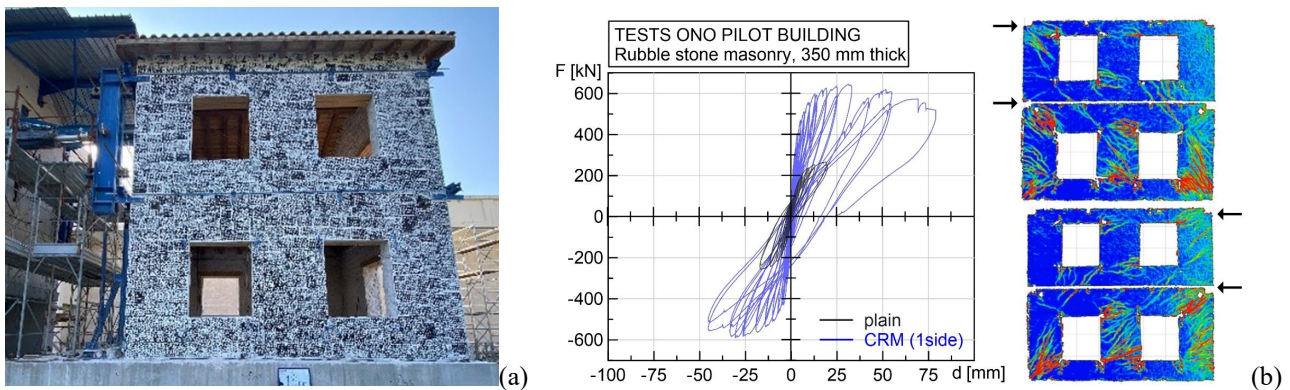 TESTS ONO PILOT BUILDING
Rubble stone masonry, 350 mm thick
F [kN]
600
400
200
0
-200
-400
-600
plain
CRM (1side)
-100 -75 -50 -25 0 25 50 75 d [mm]
(a)
(b)